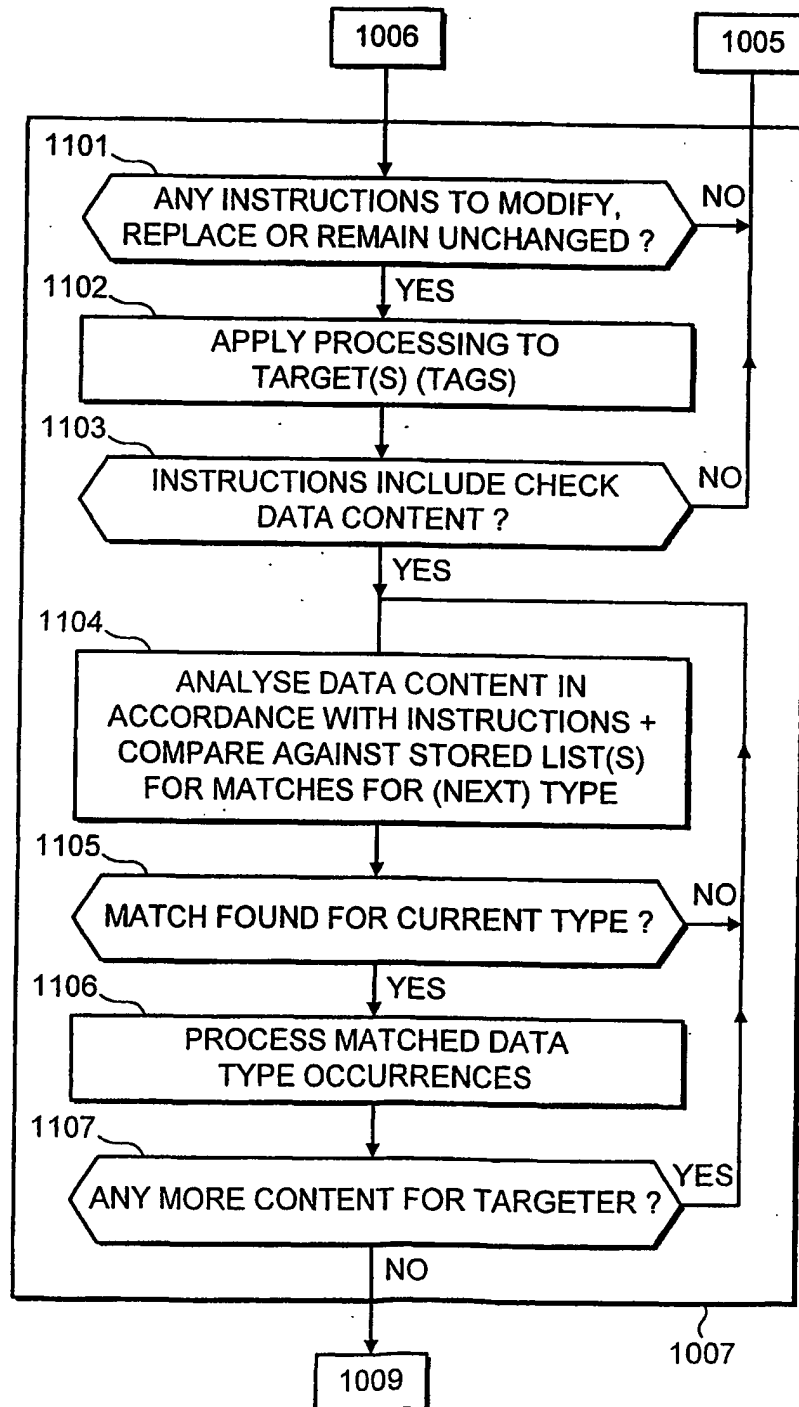 1006
1005
1101
ANY INSTRUCTIONS TO MODIFY,
REPLACE OR REMAIN UNCHANGED ?
NO
YES
1102
APPLY PROCESSING TO
TARGET(S) (TAGS)
1103
INSTRUCTIONS INCLUDE CHECK
DATA CONTENT ?
NO
YES
1104
ANALYSE DATA CONTENT IN
ACCORDANCE WITH INSTRUCTIONS +
COMPARE AGAINST STORED LIST(S)
FOR MATCHES FOR (NEXT) TYPE
1105
MATCH FOUND FOR CURRENT TYPE ?
NO
YES
1106
PROCESS MATCHED DATA
TYPE OCCURRENCES
1107
ANY MORE CONTENT FOR TARGETER ?
YES
NO
1007
1009